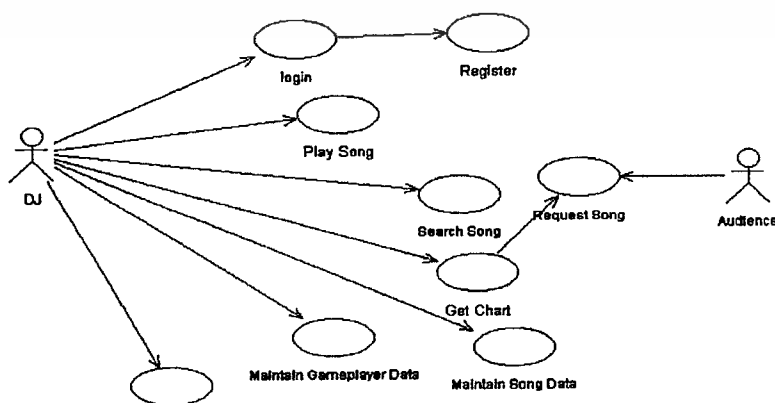 login
Register
Play Song
DJ
Search Song
Request Song
Audience
Get Chart
Maintain Gameplayer Data
Maintain Song Data